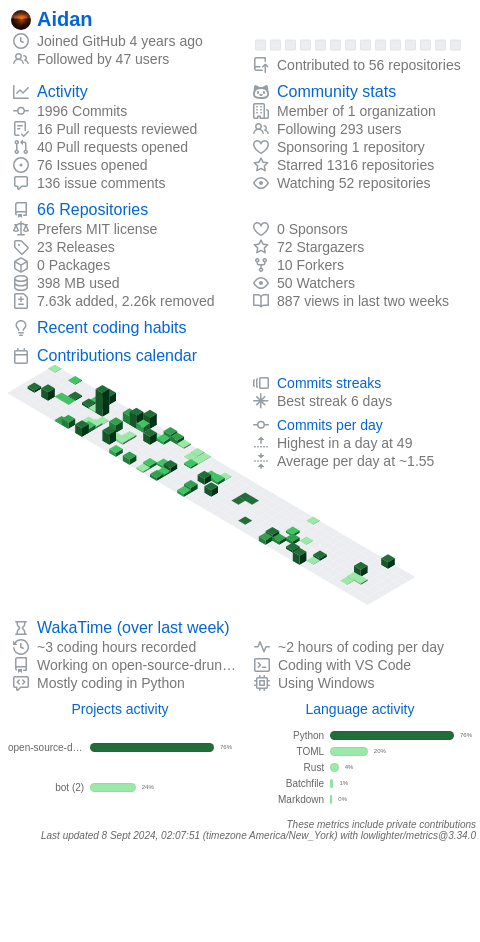 Aidan
Joined GitHub 4 years ago
Followed by 47 users
Contributed to 56 repositories
Activity
1996 Commits
16 Pull requests reviewed
40 Pull requests opened
76 Issues opened
136 issue comments
Community stats
Member of 1 organization
Following 293 users
Sponsoring 1 repository
Starred 1316 repositories
Watching 52 repositories
66 Repositories
Prefers MIT license
23 Releases
0 Packages
398 MB used
7.63k added, 2.26k removed
0 Sponsors
72 Stargazers
10 Forkers
50 Watchers
887 views in last two weeks
Recent coding habits
Contributions calendar
Commits streaks
Best streak 6 days
Commits per day
Highest in a day at 49
Average per day at ~1.55
WakaTime (over last week)
~3 coding hours recorded
Working on open-source-drun…
Mostly coding in Python
~2 hours of coding per day
Coding with VS Code
Using Windows
Projects activity
open-source-d… 76%
bot (2) 24%
Language activity
Python 76%
TOML 20%
Rust 4%
Batchfile 1%
Markdown 0%
These metrics include private contributions
Last updated 8 Sept 2024, 02:07:51 (timezone America/New_York) with lowlighter/metrics@3.34.0